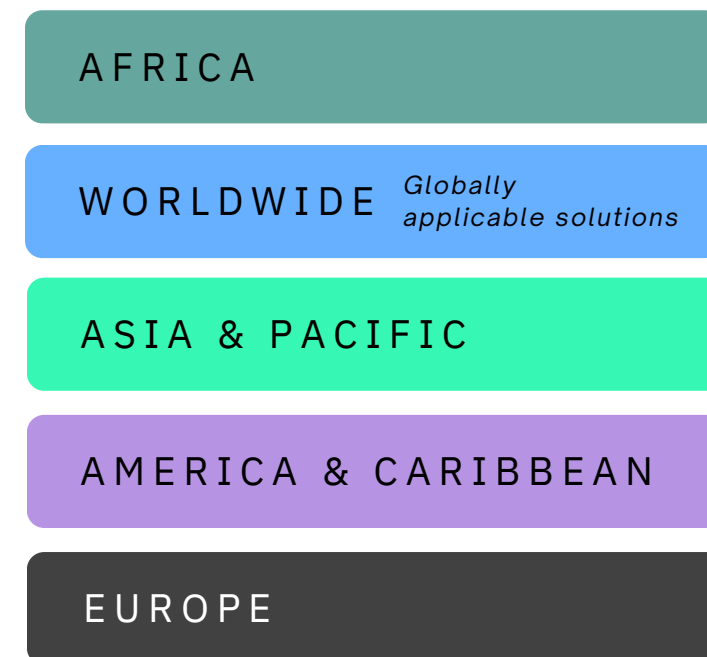 AFRICA
WORLDWIDE
Globally
applicable solutions
ASIA & PACIFIC
AMERICA & CARIBBEAN
EUROPE